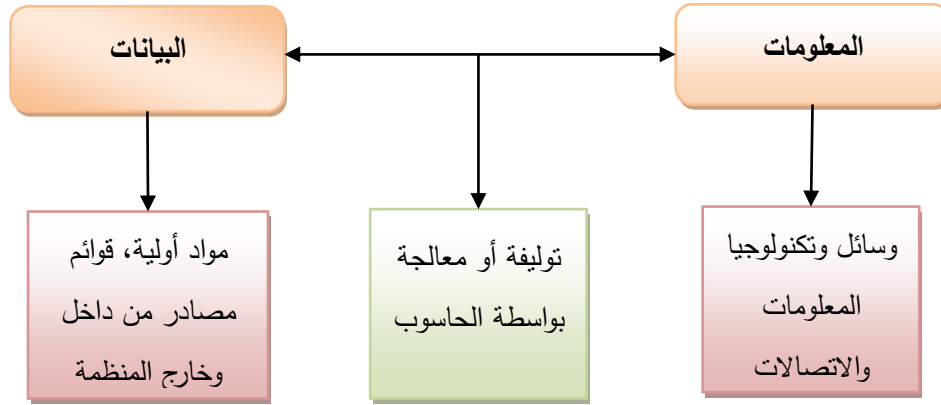 المعلومات
البيانات
وسائل وتكنولوجيا
المعلومات
والاتصالات
توليفة أو معالجة
بواسطة الحاسوب
مواد أولية، قوائم
مصادر من داخل
وخارج المنظمة